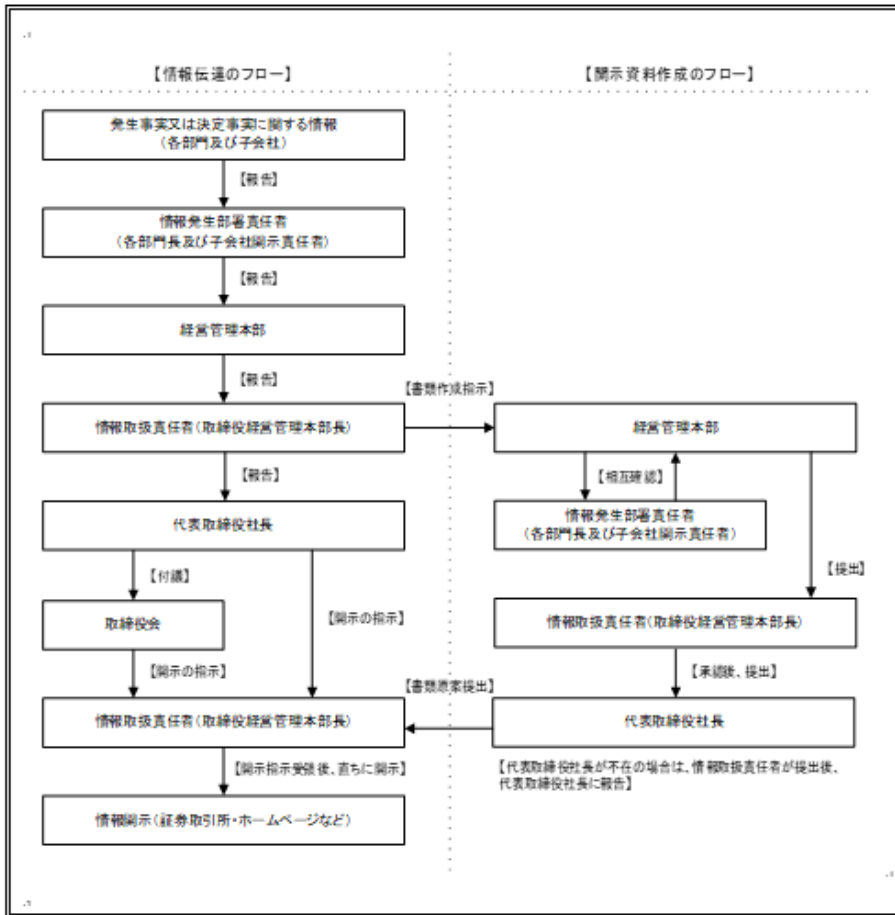 【情報伝達のフロー】
【開示資料作成のフロー】
発生事実又は決定事実に関する情報
(各部門及び子会社)
【報告】
情報発生部署責任者
(各部門長及び子会社開示責任者)
【報告】
経営管理本部
【報告】
【書類作成指示】
情報取扱責任者(取締役経営管理本部長)
経営管理本部
【報告】
【相互確認】
代表取締役社長
情報発生部署責任者
(各部門長及び子会社開示責任者)
【付議】
【提出】
取締役会
【開示の指示】
情報取扱責任者(取締役経営管理本部長)
【開示の指示】
【承認後、提出】
【書類原案提出】
情報取扱責任者(取締役経営管理本部長)
代表取締役社長
【開示指示受領後、直ちに開示】
【代表取締役社長が不在の場合は、情報取扱責任者が提出後、
代表取締役社長に報告】
情報開示(証券取引所・ホームページなど)